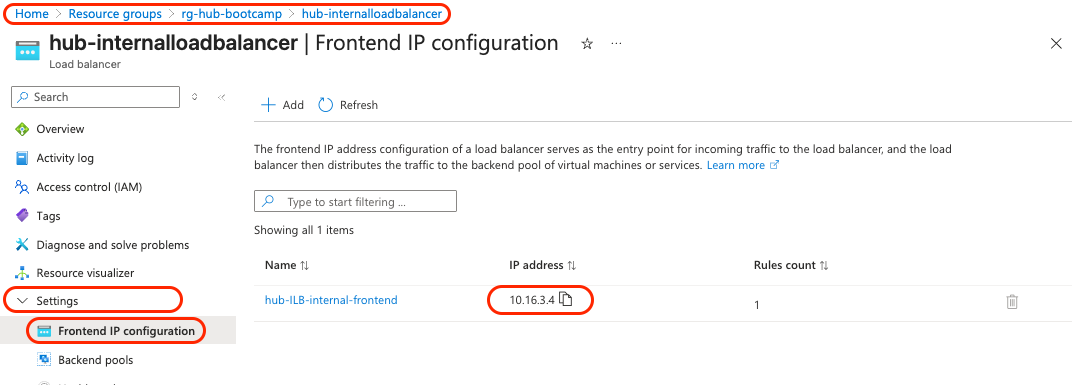 Home > Resource groups > rg-hub-bootcamp > hub-internalloadbalancer
hub-internalloadbalancer | Frontend IP configuration ☆ ...
Load balancer
Search
Overview
Activity log
Access control (IAM)
Tags
Diagnose and solve problems
Resource visualizer
Settings
Frontend IP configuration
Backend pools
+ Add Refresh
The frontend IP address configuration of a load balancer serves as the entry point for incoming traffic to the load balancer, and the load
balancer then distributes the traffic to the backend pool of virtual machines or services. Learn more
Type to start filtering ...
Showing all 1 items
Name ↑↓ IP address ↑↓ Rules count ↑↓
hub-ILB-internal-frontend 10.16.3.4 1